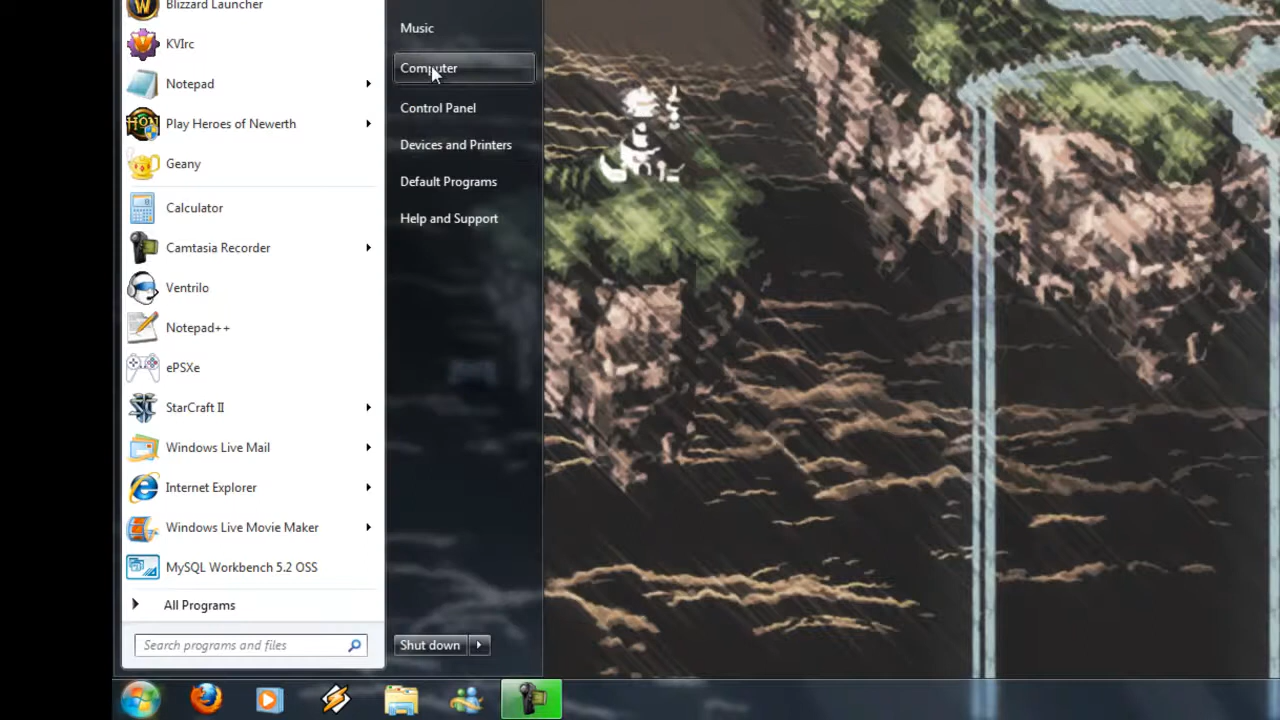 Blizzard Launcher
KVIrc
Notepad
Play Heroes of Newerth
Geany
Calculator
Camtasia Recorder
Ventrilo
Notepad++
ePSXe
StarCraft II
Windows Live Mail
Internet Explorer
Windows Live Movie Maker
MySQL Workbench 5.2 OSS
All Programs
Search programs and files
Music
Computer
Control Panel
Devices and Printers
Default Programs
Help and Support
Shut down